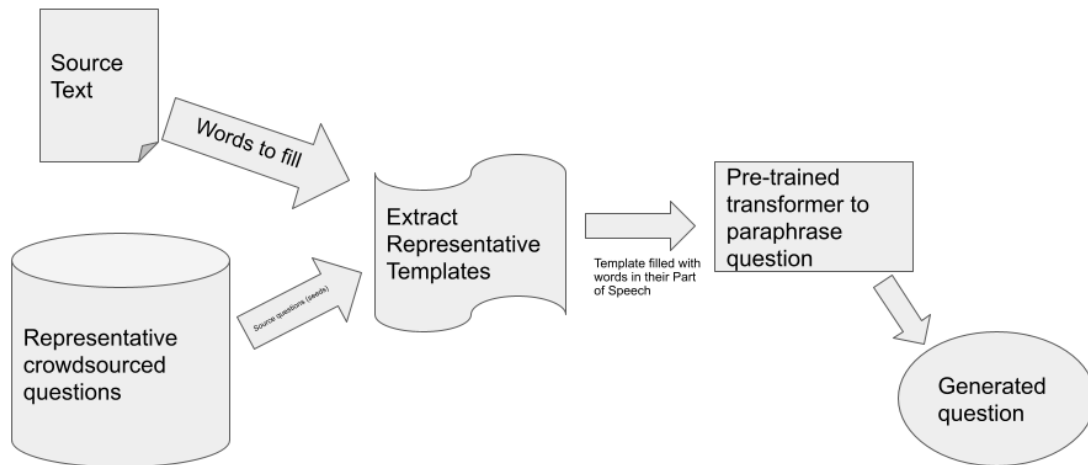 Source
Text
Words to fill
Representative
crowdsourced
questions
Source questions (seeds)
Extract
Representative
Templates
Template filled with
words in their Part
of Speech
Pre-trained
transformer to
paraphrase
question
Generated
question